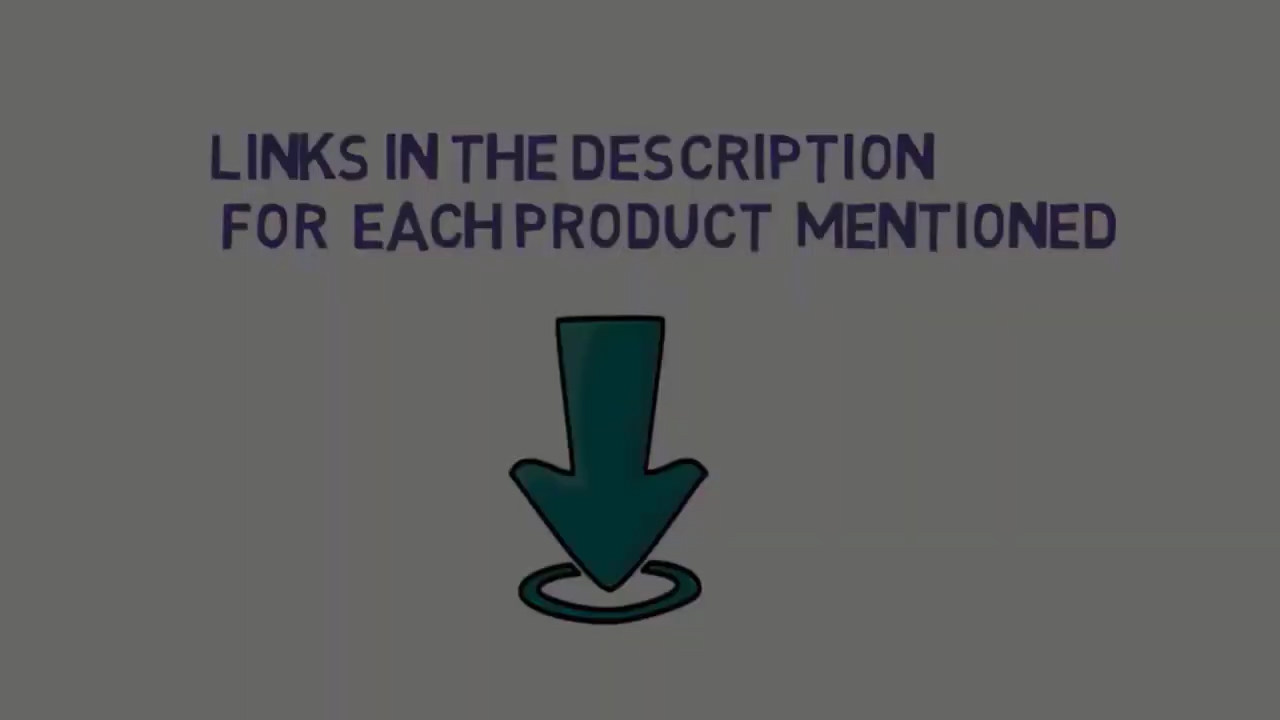 LINKS IN THE DESCRIPTION
FOR EACH PRODUCT MENTIONED